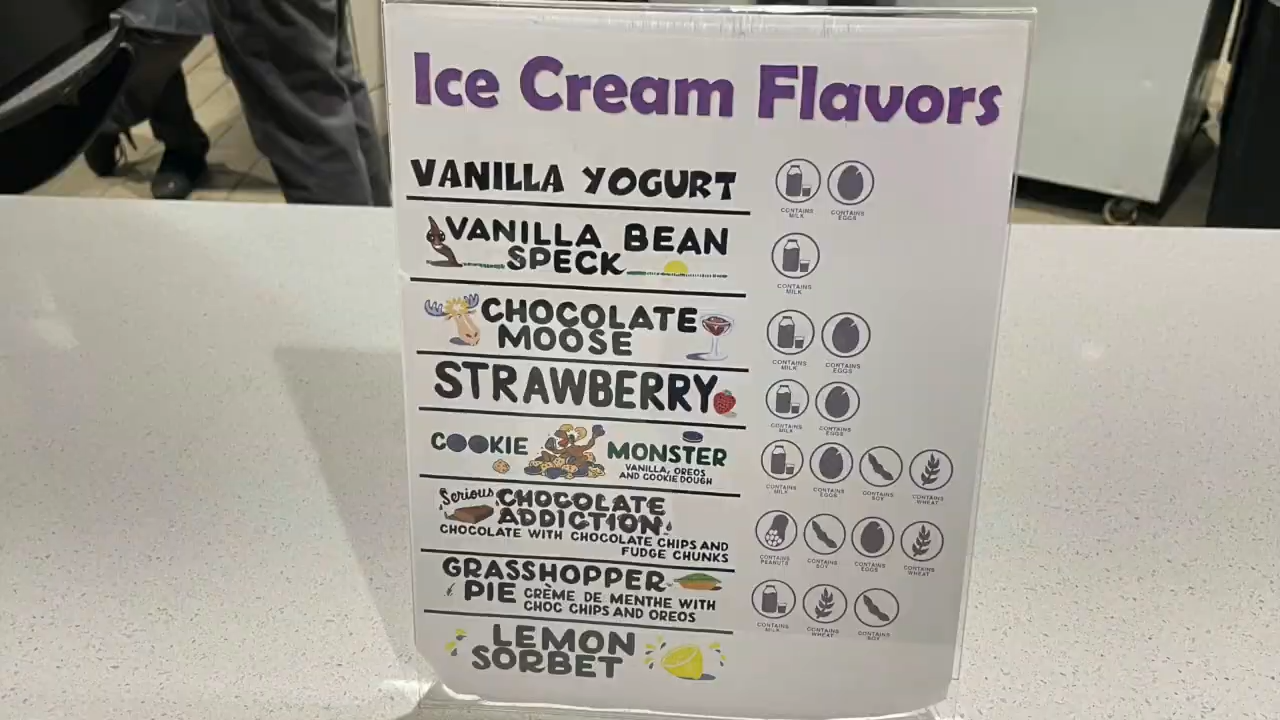 Ice Cream Flavors
VANILLA YOGURT
CONTAINS MILK
CONTAINS EGGS
VANILLA BEAN
SPECK
CONTAINS MILK
CHOCOLATE
MOOSE
CONTAINS MILK
CONTAINS EGGS
STRAWBERRY
CONTAINS MILK
CONTAINS EGGS
COOKIE MONSTER
VANILLA, OREOS
AND COOKIE DOUGH
CONTAINS MILK
CONTAINS EGGS
CONTAINS SOY
CONTAINS WHEAT
Serious CHOCOLATE
ADDICTION
CHOCOLATE WITH CHOCOLATE CHIPS AND
FUDGE CHUNKS
CONTAINS PEANUTS
CONTAINS SOY
CONTAINS EGGS
CONTAINS WHEAT
GRASSHOPPER
PIE CRÈME DE MENTHE WITH
CHOC CHIPS AND OREOS
CONTAINS MILK
CONTAINS WHEAT
CONTAINS SOY
LEMON
SORBET